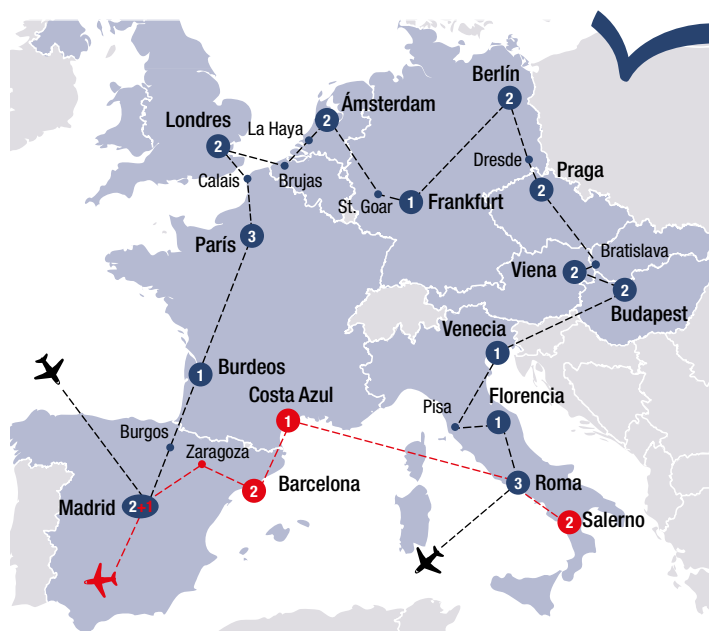 Berlín
2
Ámsterdam
2
Londres
2
La Haya
Calais
Brujas
Dresde
Praga
2
St. Goar
1
Frankfurt
París
3
Bratislava
Viena
2
2
Budapest
Venecia
1
Burdeos
1
Costa Azul
1
Florencia
1
Pisa
Burgos
Zaragoza
Barcelona
2
Roma
3
Madrid
2+1
Salerno
2